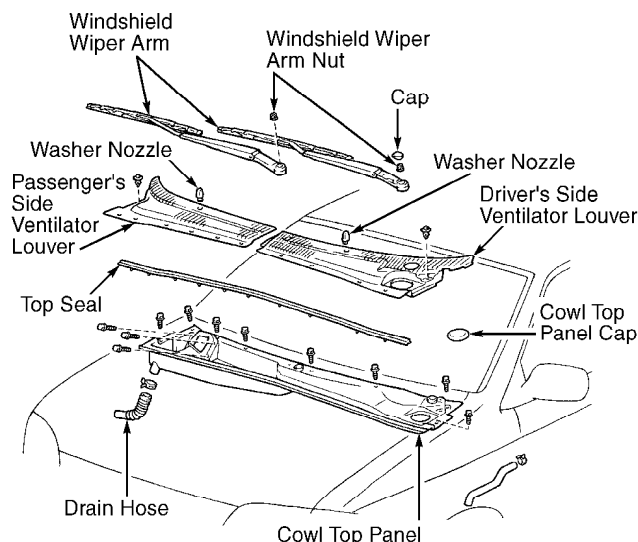 Windshield
Wiper Arm
Windshield Wiper
Arm Nut
Cap
Washer Nozzle
Washer Nozzle
Passenger's
Side
Ventilator
Louver
Driver's Side
Ventilator Louver
Top Seal
Cowl Top
Panel Cap
Drain Hose
Cowl Top Panel